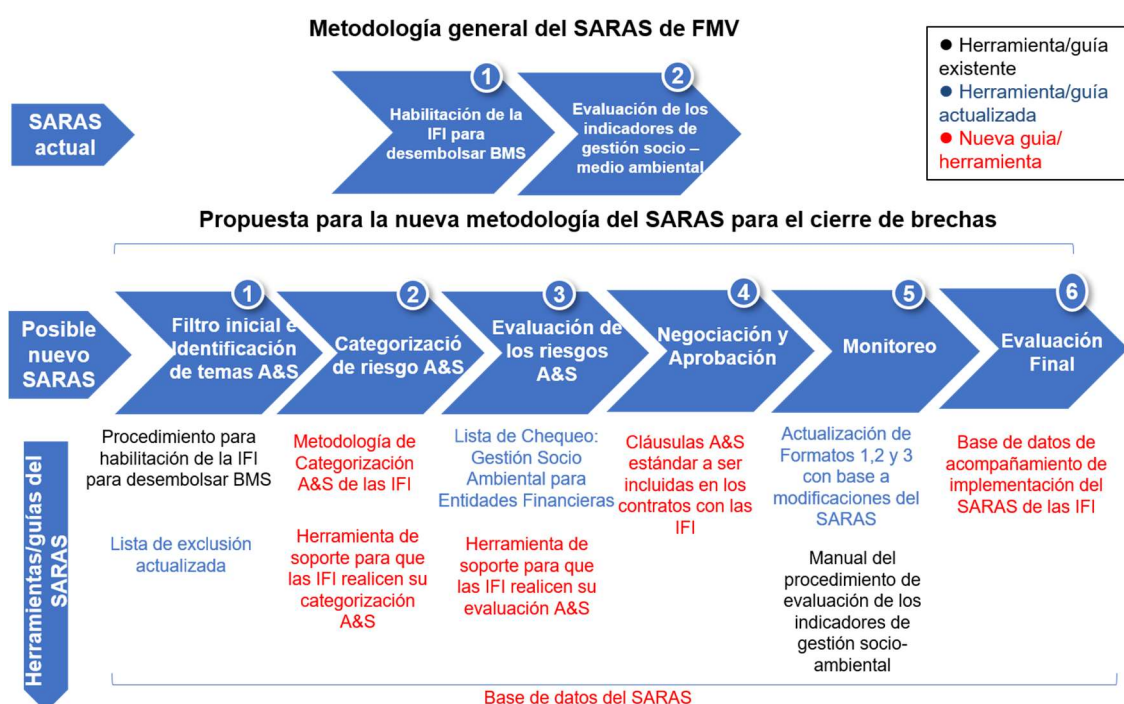 Metodología general del SARAS de FMV
● Herramienta/guía
existente
● Herramienta/guía
actualizada
● Nueva guia/
herramienta
SARAS
actual
1
Habilitación de la
IFI para
desembolsar BMS
2
Evaluación de los
indicadores de
gestión socio –
medio ambiental
Propuesta para la nueva metodología del SARAS para el cierre de brechas
Posible
nuevo
SARAS
1
Filtro inicial e
Identificación
de temas A&S
2
Categorizació
de riesgo A&S
3
Evaluación de
los riesgos
A&S
4
Negociación y
Aprobación
5
Monitoreo
6
Evaluación
Final
Herramientas/guías del
SARAS
Procedimiento para
habilitación de la IFI
para desembolsar BMS
Lista de exclusión
actualizada
Metodología de
Categorización
A&S de las IFI
Herramienta de
soporte para que
las IFI realicen su
categorización
A&S
Lista de Chequeo:
Gestión Socio
Ambiental para
Entidades Financieras
Herramienta de
soporte para que
las IFI realicen su
evaluación A&S
Cláusulas A&S
estándar a ser
incluidas en los
contratos con las
IFI
Actualización de
Formatos 1,2 y 3
con base a
modificaciones del
SARAS
Manual del
procedimiento de
evaluación de los
indicadores de
gestión socio-
ambiental
Base de datos de
acompañamiento de
implementación del
SARAS de las IFI
Base de datos del SARAS